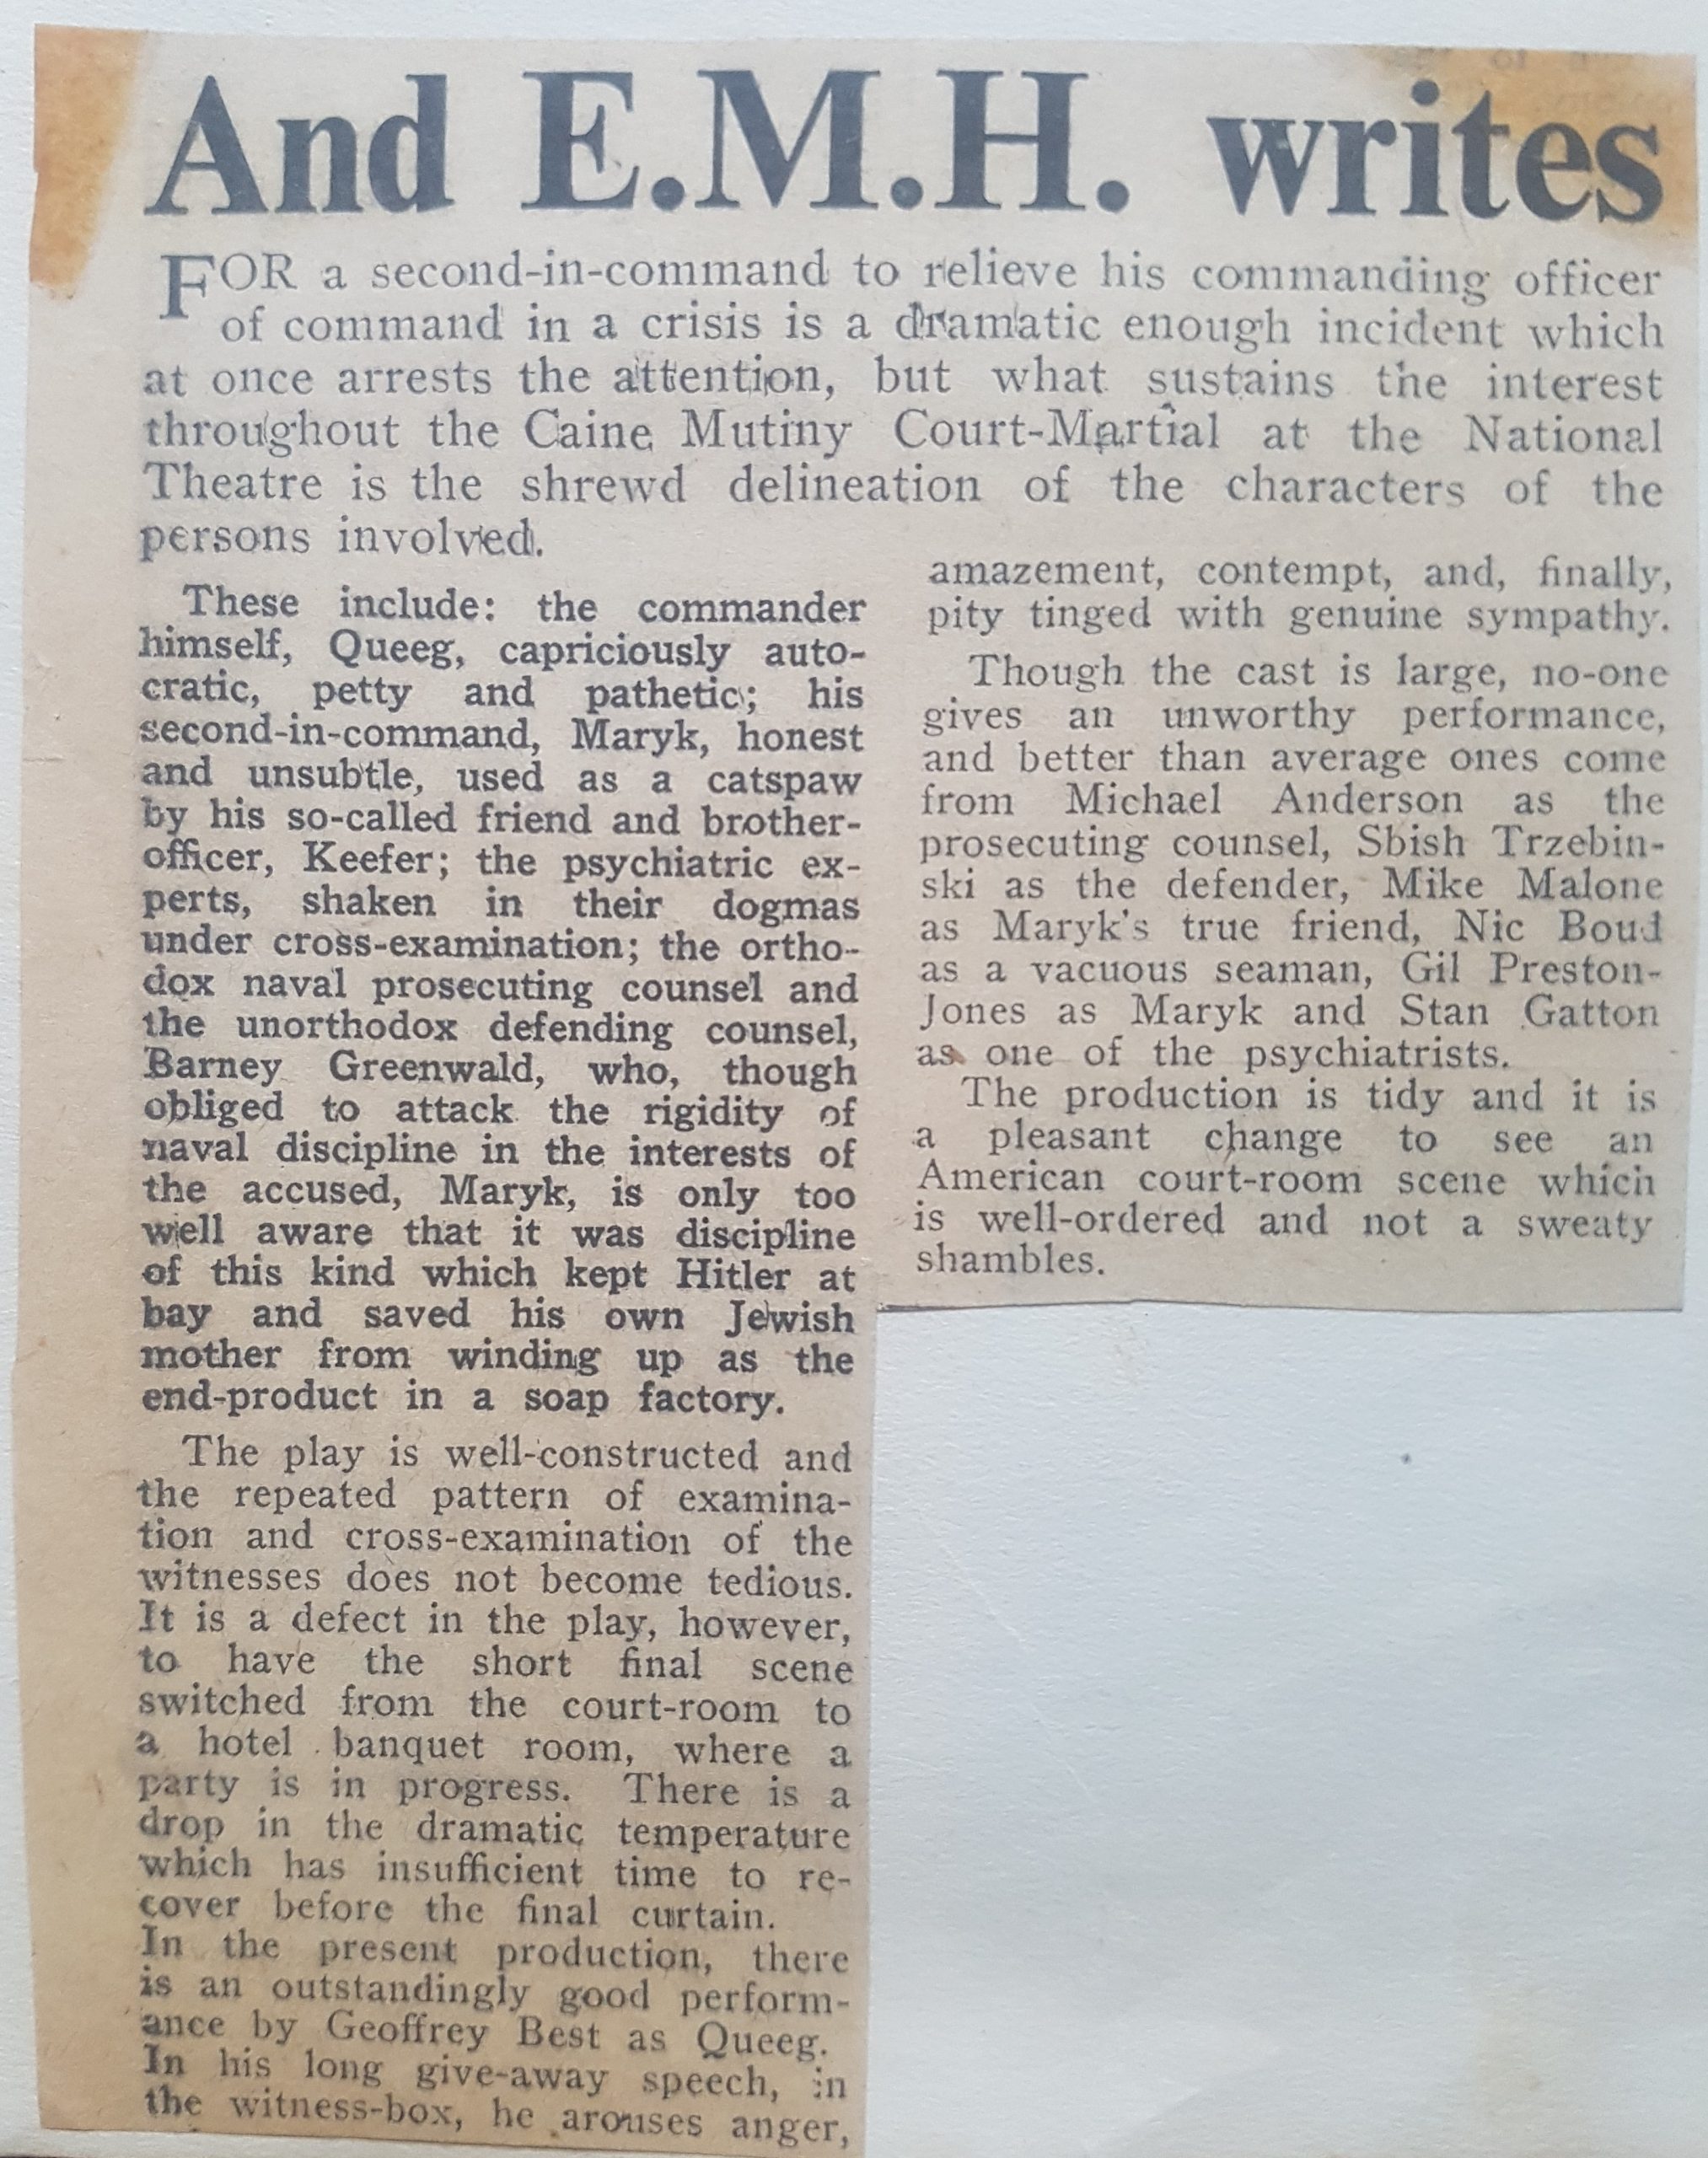 And E.M.H. writes
FOR a second-in-command to relieve his commanding officer
of command in a crisis is a dramatic enough incident which
at once arrests the attention, but what sustains the interest
throughout the Caine Mutiny Court-Martial at the National
Theatre is the shrewd delineation of the characters of the
persons involved.
These include: the commander
himself, Queeg, capriciously auto-
cratic, petty and pathetic; his
second-in-command, Maryk, honest
and unsubtle, used as a catspaw
by his so-called friend and brother-
officer, Keefer; the psychiatric ex-
perts, shaken in their dogmas
under cross-examination; the ortho-
dox naval prosecuting counsel and
the unorthodox defending counsel,
Barney Greenwald, who, though
obliged to attack the rigidity of
naval discipline in the interests of
the accused, Maryk, is only too
well aware that it was discipline
of this kind which kept Hitler at
bay and saved his own Jewish
mother from winding up as the
end-product in a soap factory.
The play is well-constructed and
the repeated pattern of examina-
tion and cross-examination of the
witnesses does not become tedious.
It is a defect in the play, however,
to have the short final scene
switched from the court-room to
a hotel banquet room, where a
party is in progress. There is a
drop in the dramatic temperature
which has insufficient time to re-
cover before the final curtain.
In the present production, there
is an outstandingly good perform-
ance by Geoffrey Best as Queeg.
In his long give-away speech, in
the witness-box, he arouses anger,
amazement, contempt, and, finally,
pity tinged with genuine sympathy.
Though the cast is large, no-one
gives an unworthy performance,
and better than average ones come
from Michael Anderson as the
prosecuting counsel, Sbish Trzebin-
ski as the defender, Mike Malone
as Maryk's true friend, Nic Boud
as a vacuous seaman, Gil Preston-
Jones as Maryk and Stan Gatton
as one of the psychiatrists.
The production is tidy and it is
a pleasant change to see an
American court-room scene which
is well-ordered and not a sweaty
shambles.